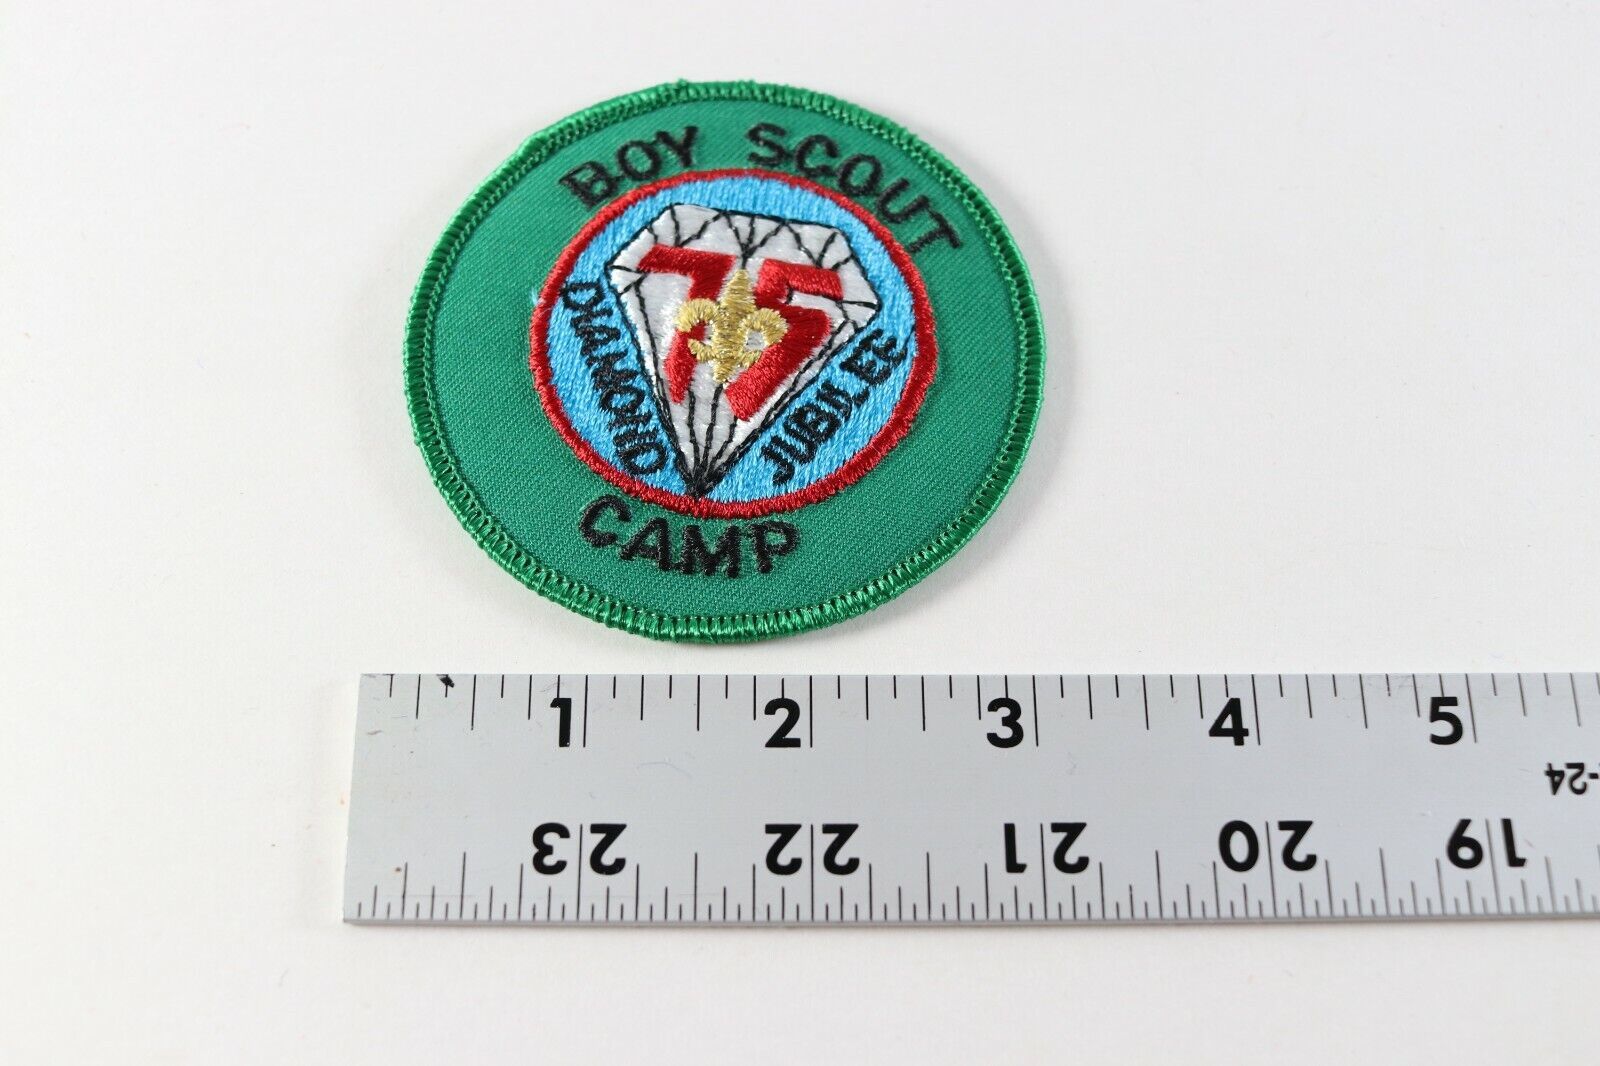 BOY SCOUT
75
DIAMOND
JUBILEE
CAMP
1 2 3 4 5
-24
23 22 21 20 19